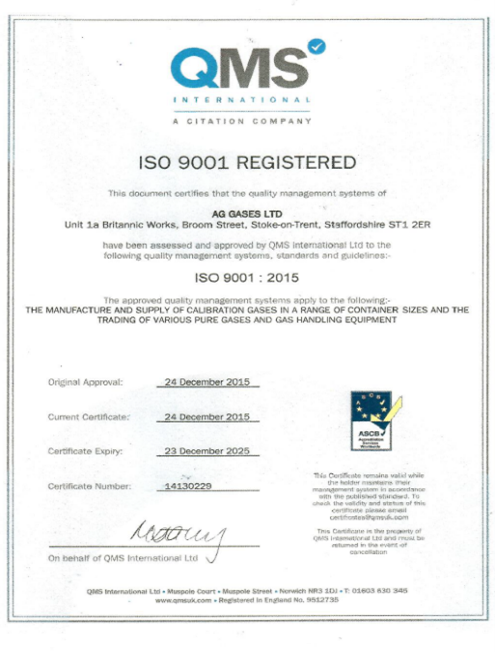 QMS
INTERNATIONAL
A CITATION COMPANY
ISO 9001 REGISTERED
This document certifies that the quality management systems of
AG GASES LTD
Unit 1a Britannic Works, Broom Street, Stoke-on-Trent, Staffordshire ST1 2ER
have been assessed and approved by QMS International Ltd to the
following quality management systems, standards and guidelines:-
ISO 9001 : 2015
The approved quality management systems apply to the following:-
THE MANUFACTURE AND SUPPLY OF CALIBRATION GASES IN A RANGE OF CONTAINER SIZES AND THE
TRADING OF VARIOUS PURE GASES AND GAS HANDLING EQUIPMENT
Original Approval: 24 December 2015
Current Certificate: 24 December 2015
Certificate Expiry: 23 December 2025
Certificate Number: 14130229
On behalf of QMS International Ltd
ASCB
Accreditation
Services
Worldwide
This Certificate remains valid while
the holder maintains their
management system in accordance
with the published standard. To
check the validity and status of this
certificate please email
certificates@qmsuk.com
This Certificate is the property of
QMS International Ltd and must be
returned in the event of
cancellation
QMS International Ltd • Muspole Court • Muspole Street • Norwich NR3 1DJ • T: 01603 630 345
www.qmsuk.com • Registered in England No. 9512735